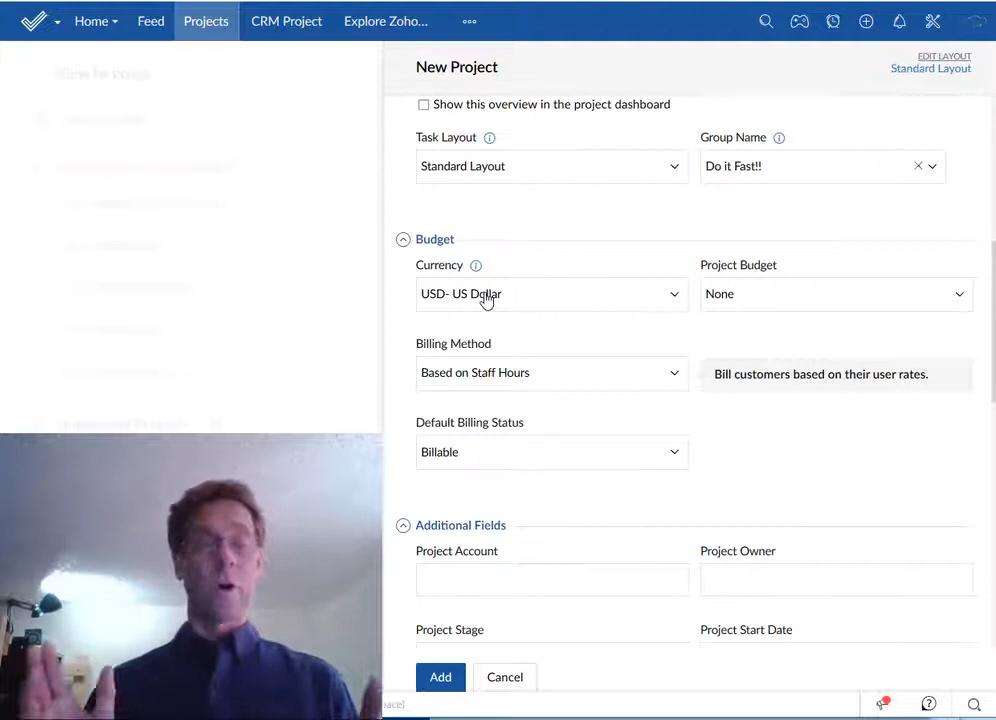 Home Feed Projects CRM Project Explore Zoho...
New Project
EDIT LAYOUT
Standard Layout
Show this overview in the project dashboard
Task Layout Group Name
Standard Layout Do it Fast!!
Budget
Currency Project Budget
USD- US Dollar None
Billing Method
Based on Staff Hours Bill customers based on their user rates.
Default Billing Status
Billable
Additional Fields
Project Account Project Owner
Project Stage Project Start Date
Add Cancel